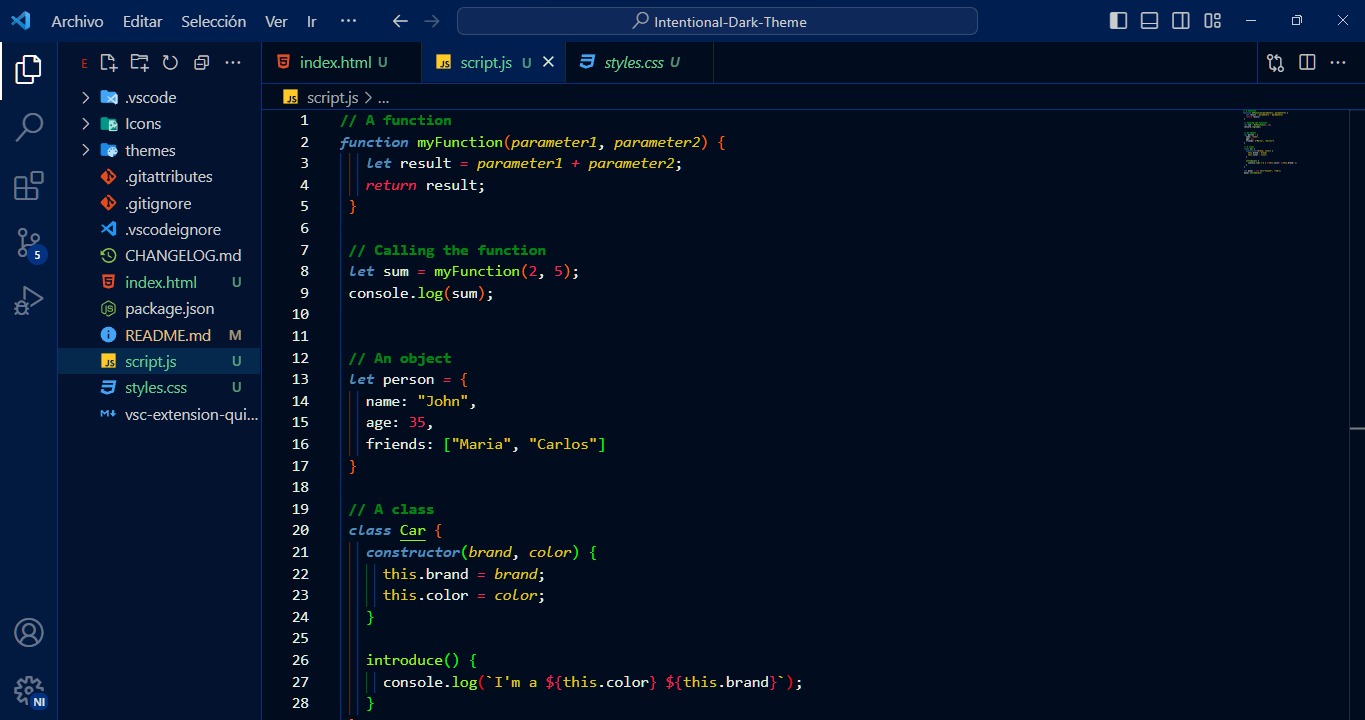 Archivo Editar Selección Ver Ir ··· Intentional-Dark-Theme
E ···
index.html U script.js U styles.css U ···
script.js > ...
.vscode
Icons
themes
.gitattributes
.gitignore
.vscodeignore
CHANGELOG.md
index.html U
package.json
README.md M
script.js U
styles.css U
vsc-extension-qui...
5
NI
1 // A function
2 function myFunction(parameter1, parameter2) {
3 let result = parameter1 + parameter2;
4 return result;
5 }
6
7 // Calling the function
8 let sum = myFunction(2, 5);
9 console.log(sum);
10
11
12 // An object
13 let person = {
14 name: "John",
15 age: 35,
16 friends: ["Maria", "Carlos"]
17 }
18
19 // A class
20 class Car {
21 constructor(brand, color) {
22 this.brand = brand;
23 this.color = color;
24 }
25
26 introduce() {
27 console.log(`I'm a ${this.color} ${this.brand}`);
28 }